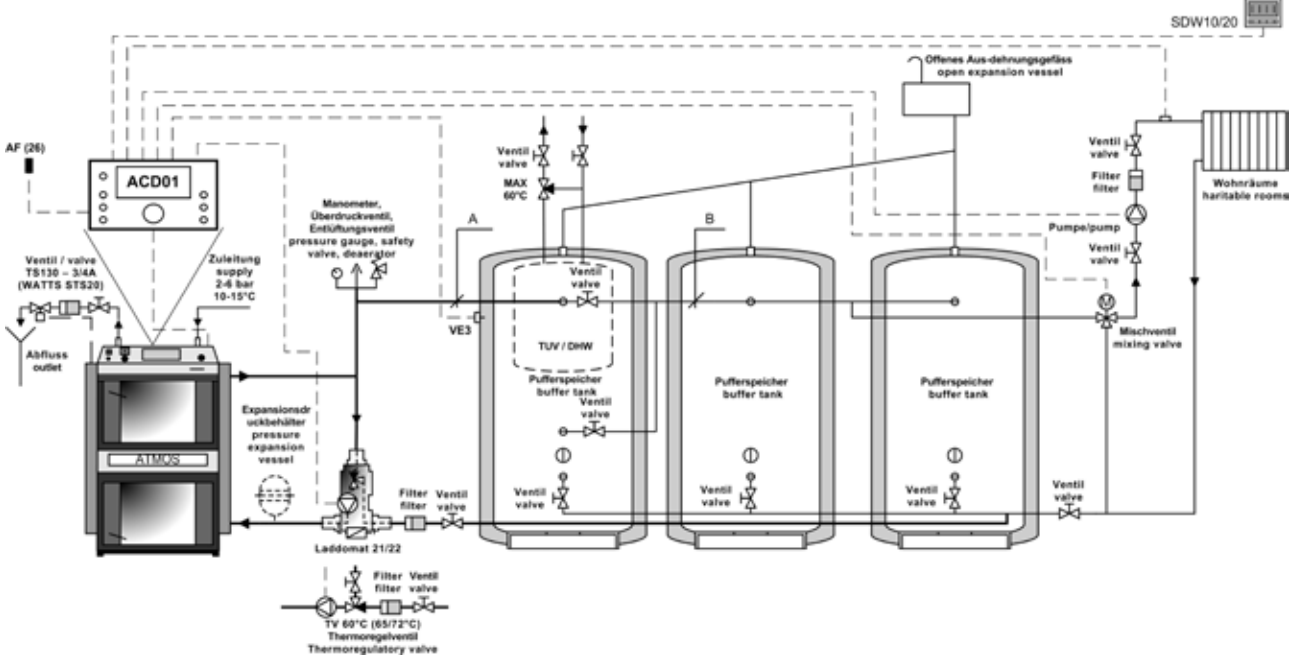 SDW10/20
Offenes Aus-dehnungsgefäss
open expansion vessel
AF (26)
ACD01
Ventil
valve
MAX
60°C
Ventil
valve
Filter
filter
Wohnräume
haritable rooms
Pumpe/pump
Ventil
valve
Manometer,
Überdruckventil,
Entlüftungsventil
pressure gauge, safety
valve, deaerator
A
B
Ventil / valve
TS130 – 3/4A
(WATTS STS20)
Zuleitung
supply
2-6 bar
10-15°C
Ventil
valve
M
VE3
Mischventil
mixing valve
TUV / DHW
Abfluss
outlet
Pufferspeicher
buffer tank
Pufferspeicher
buffer tank
Pufferspeicher
buffer tank
Expansionsdr
uckbehälter
pressure
expansion
vessel
Ventil
valve
ATMOS
Filter
filter
Ventil
valve
Ventil
valve
Ventil
valve
Ventil
valve
Ventil
valve
Laddomat 21/22
Filter
filter
Ventil
valve
TV 60°C (65/72°C)
Thermoregelventil
Thermoregulatory valve